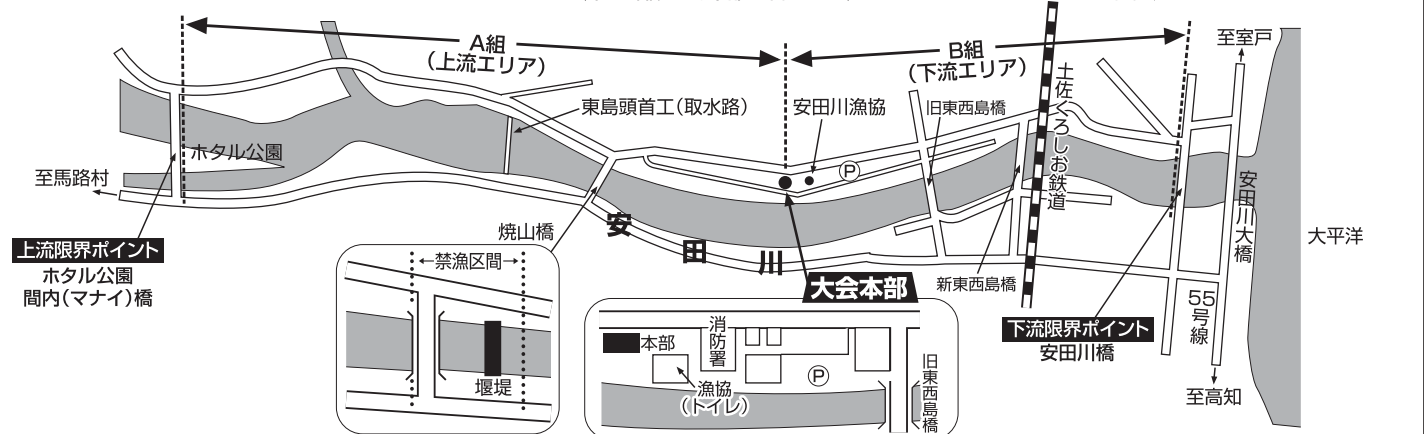 A組
(上流エリア)
B組
(下流エリア)
至室戸
土佐くろしお鉄道
東島頭首工(取水路)
安田川漁協
旧東西島橋
P
ホタル公園
至馬路村
安田川大橋
大平洋
焼山橋
安田川
上流限界ポイント
ホタル公園
間内(マナイ)橋
大会本部
新東西島橋
55号線
下流限界ポイント
安田川橋
至高知
禁漁区間
堰堤
本部
消防署
漁協
(トイレ)
P
旧東西島橋